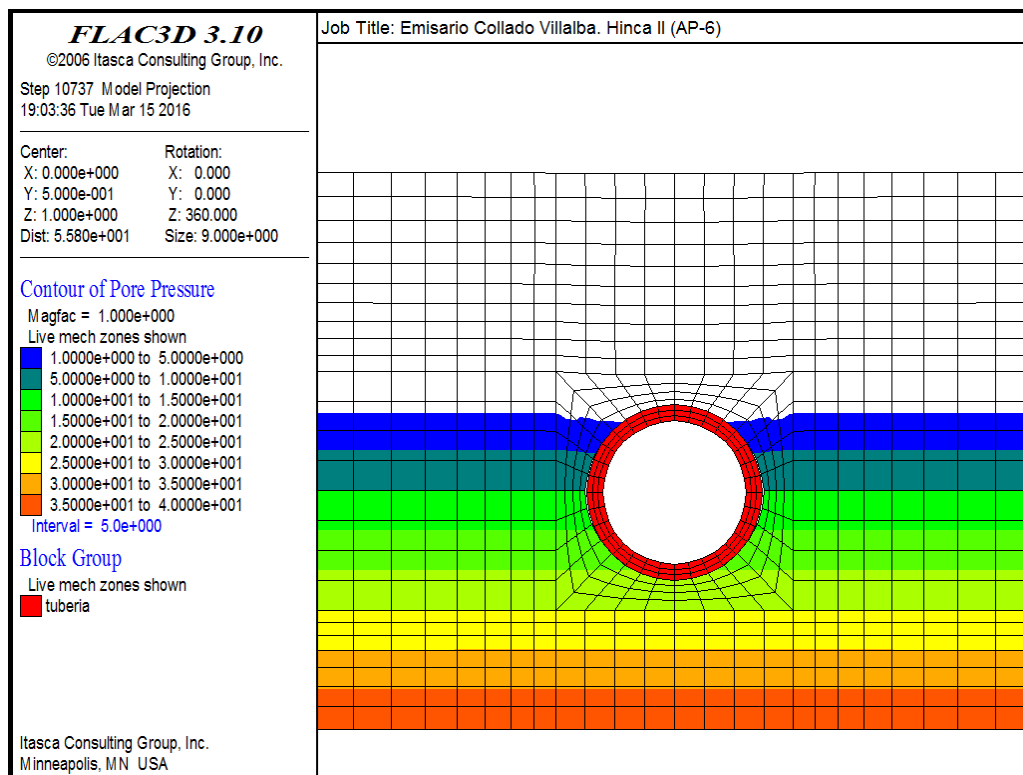 FLAC3D 3.10
©2006 Itasca Consulting Group, Inc.
Step 10737  Model Projection
19:03:36 Tue Mar 15 2016
Center:
X: 0.000e+000
Y: 5.000e-001
Z: 1.000e+000
Dist: 5.580e+001
Rotation:
X: 0.000
Y: 0.000
Z: 360.000
Size: 9.000e+000
Contour of Pore Pressure
Magfac = 1.000e+000
Live mech zones shown
1.0000e+000 to 5.0000e+000
5.0000e+000 to 1.0000e+001
1.0000e+001 to 1.5000e+001
1.5000e+001 to 2.0000e+001
2.0000e+001 to 2.5000e+001
2.5000e+001 to 3.0000e+001
3.0000e+001 to 3.5000e+001
3.5000e+001 to 4.0000e+001
Interval = 5.0e+000
Block Group
Live mech zones shown
tuberia
Itasca Consulting Group, Inc.
Minneapolis, MN USA
Job Title: Emisario Collado Villalba. Hinca II (AP-6)